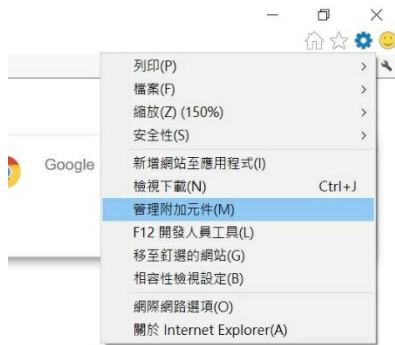 列印(P)
檔案(F)
縮放(Z) (150%)
安全性(S)
Google
新增網站至應用程式(I)
檢視下載(N) Ctrl+J
管理附加元件(M)
F12 開發人員工具(L)
移至釘選的網站(G)
相容性檢視設定(B)
網際網路選項(O)
關於 Internet Explorer(A)